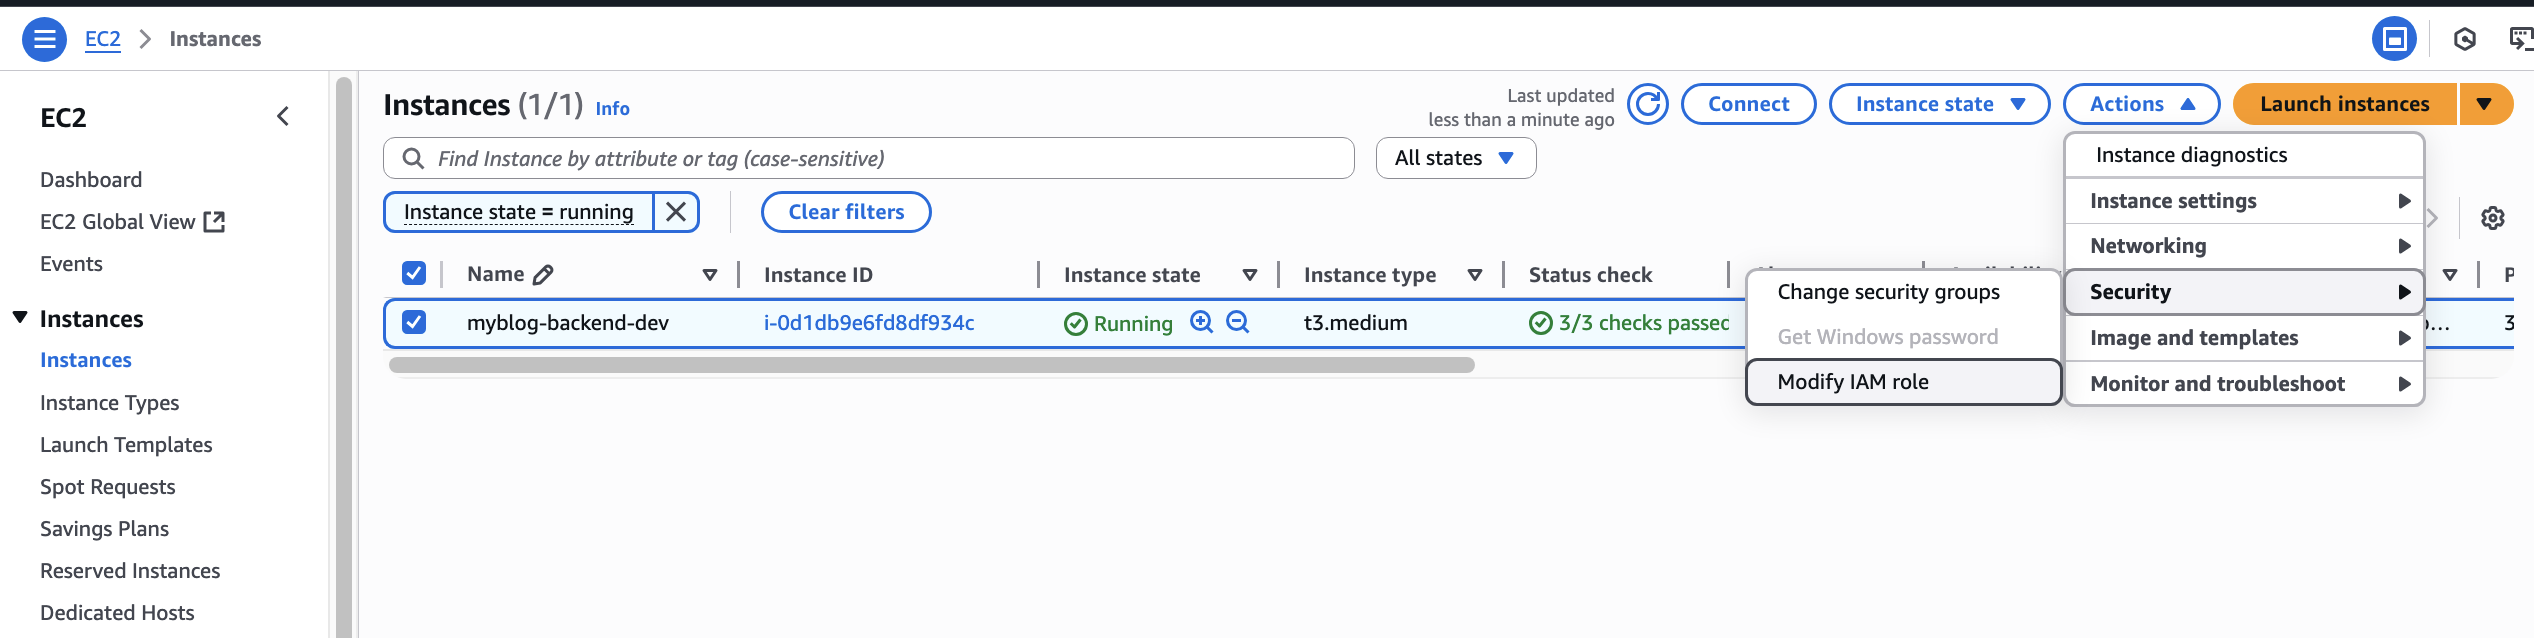 EC2 > Instances
EC2
Dashboard
EC2 Global View
Events
Instances
Instances
Instance Types
Launch Templates
Spot Requests
Savings Plans
Reserved Instances
Dedicated Hosts
Instances (1/1) Info
Last updated
less than a minute ago
Connect
Instance state
Actions
Launch instances
Find Instance by attribute or tag (case-sensitive)
All states
Instance state = running
Clear filters
Name Instance ID Instance state Instance type Status check
myblog-backend-dev i-0d1db9e6fd8df934c Running t3.medium 3/3 checks passed
Instance diagnostics
Instance settings
Networking
Security
Image and templates
Monitor and troubleshoot
Change security groups
Get Windows password
Modify IAM role